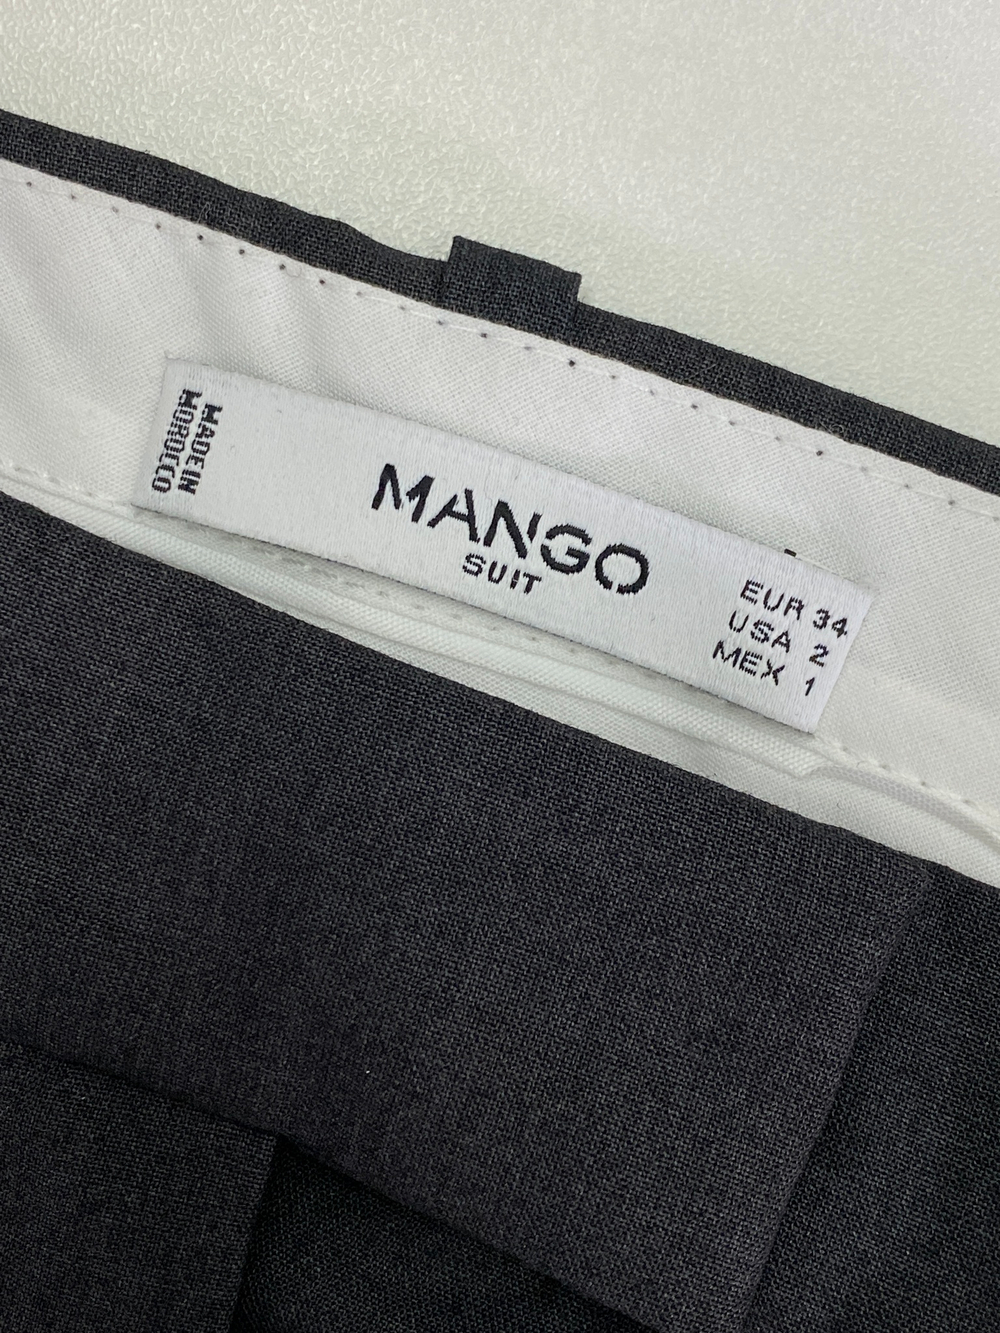 MADE IN
MOROCCO
MANGO
SUIT
EUR 34
USA 2
MEX 1